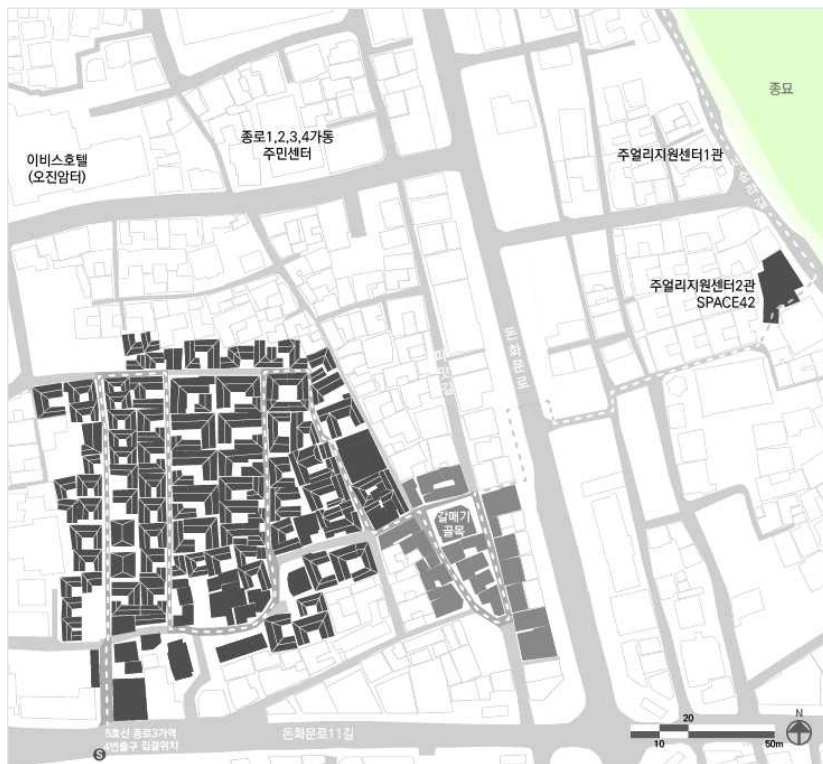 종묘
종로1,2,3,4가동
주민센터
이비스호텔
(오진암터)
주얼리지원센터1관
주얼리지원센터2관
SPACE42
돈화문로
갈매기
골목
5호선 종로3가역
4번출구 집결위치
S
돈화문로11길
20
10
50m
N